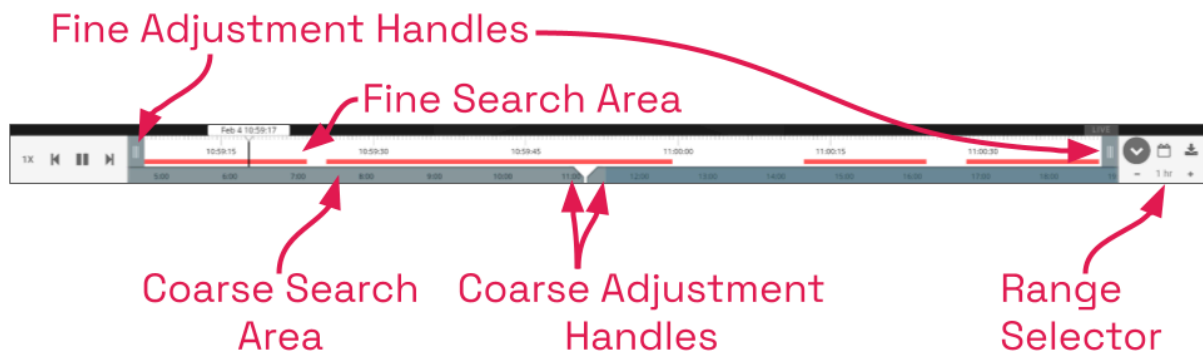 Fine Adjustment Handles
Fine Search Area
Feb 4 10:59:17
LIVE
1X
10:59:15
10:59:30
10:59:45
11:00:00
11:00:15
11:00:30
5:00
6:00
7:00
8:00
9:00
10:00
11:00
12:00
13:00
14:00
15:00
16:00
17:00
18:00
19
- 1 hr +
Coarse Search
Area
Coarse Adjustment
Handles
Range
Selector